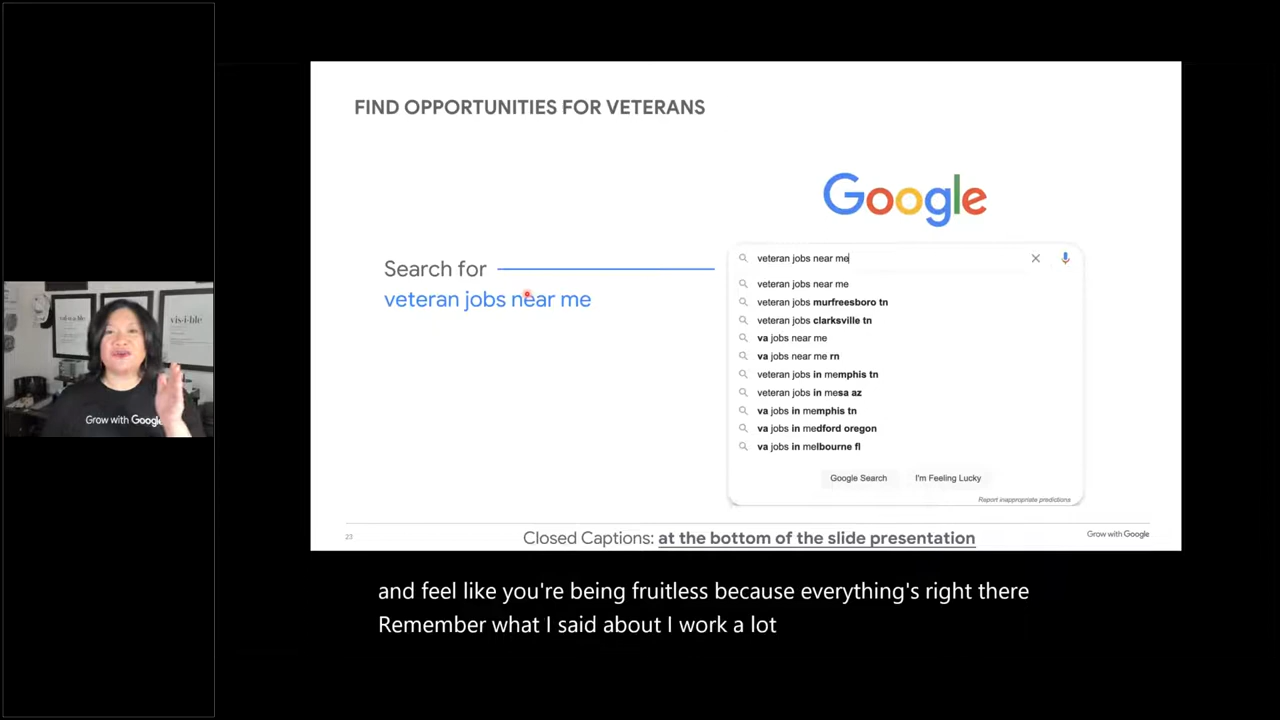 FIND OPPORTUNITIES FOR VETERANS
Google
Search for
veteran jobs near me
veteran jobs near me
veteran jobs near me
veteran jobs murfreesboro tn
veteran jobs clarksville tn
va jobs near me
va jobs near me rn
veteran jobs in memphis tn
veteran jobs in mesa az
va jobs in memphis tn
va jobs in medford oregon
va jobs in melbourne fl
Google Search
I'm Feeling Lucky
Report inappropriate predictions
23
Closed Captions: at the bottom of the slide presentation
Grow with Google
vis·i·ble
Grow with Google
and feel like you're being fruitless because everything's right there
Remember what I said about I work a lot